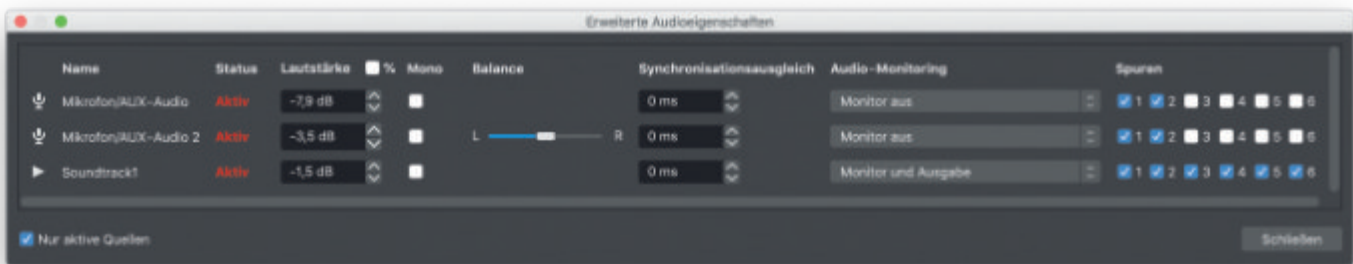 Erweiterte Audioeigenschaften
Name Status Lautstärke % Mono Balance Synchronisationsausgleich Audio-Monitoring Spuren
Mikrofon/AUX-Audio Aktiv -7,9 dB 0 ms Monitor aus 1 2 3 4 5 6
Mikrofon/AUX-Audio 2 Aktiv -3,5 dB L R 0 ms Monitor aus 1 2 3 4 5 6
Soundtrack1 Aktiv -1,5 dB 0 ms Monitor und Ausgabe 1 2 3 4 5 6
Nur aktive Quellen Schließen